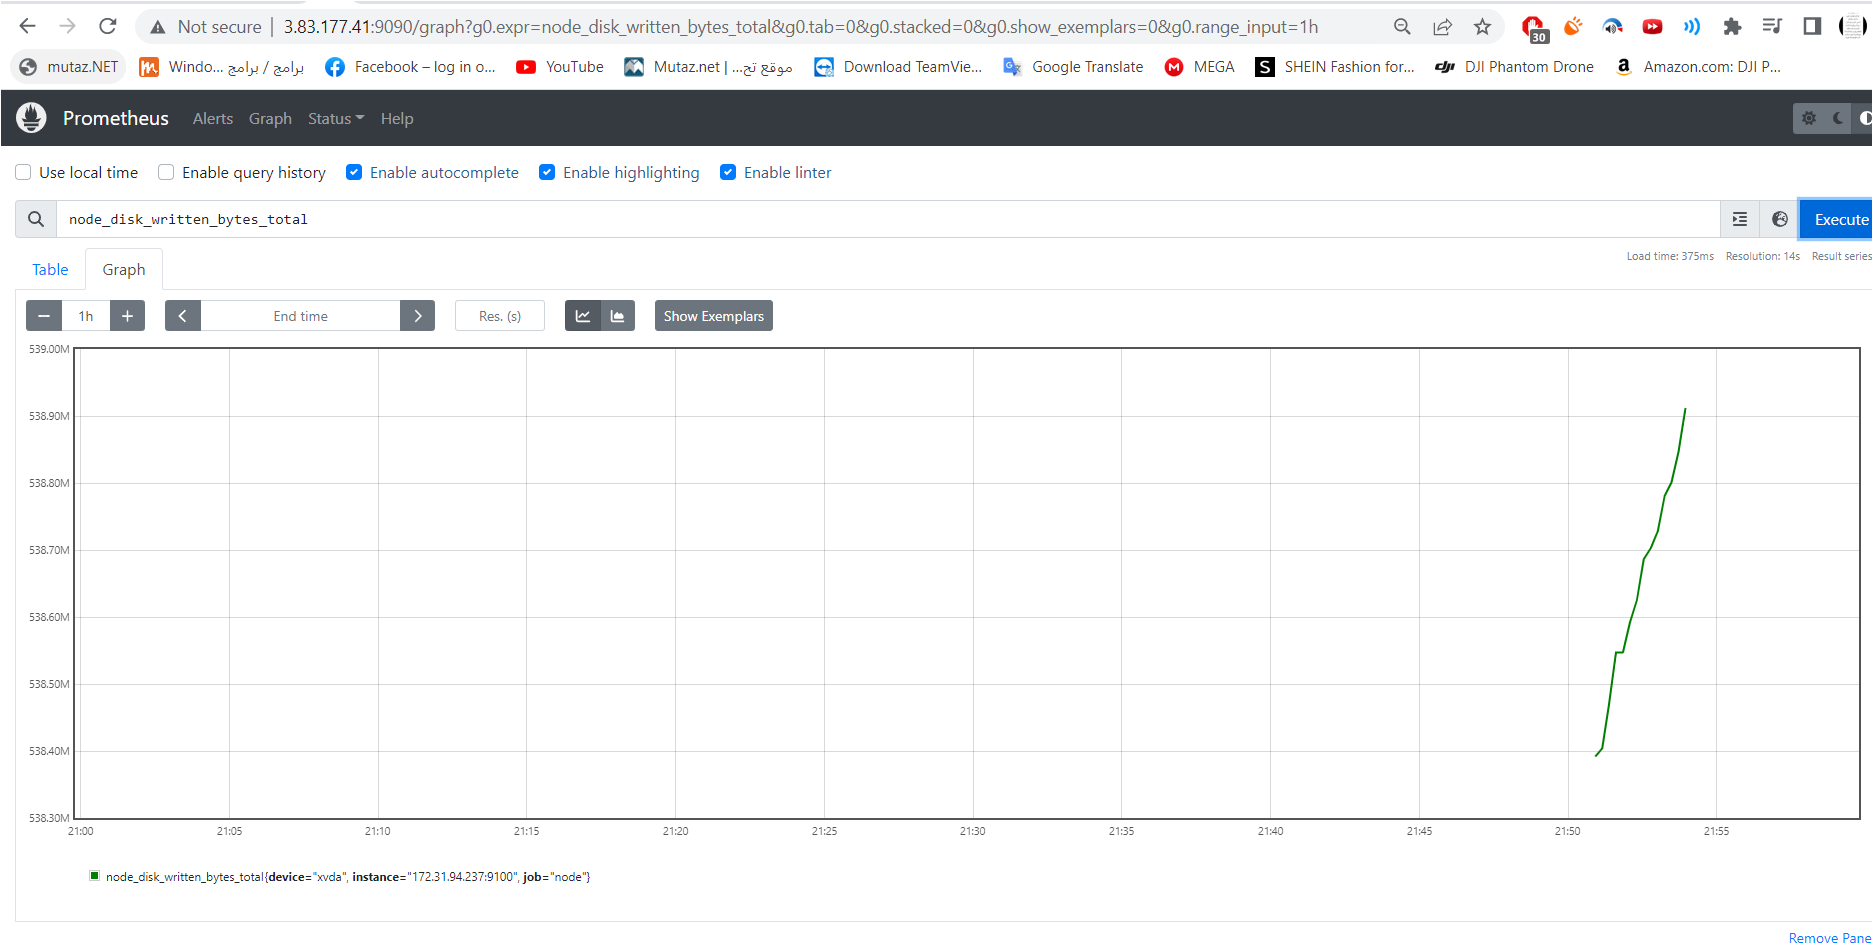 Not secure | 3.83.177.41:9090/graph?g0.expr=node_disk_written_bytes_total&g0.tab=0&g0.stacked=0&g0.show_exemplars=0&g0.range_input=1h 30
mutaz.NET Windo... برامج / برامج Facebook – log in o... YouTube Mutaz.net | موقع تح... Download TeamVie... Google Translate MEGA S SHEIN Fashion for... dji DJI Phantom Drone Amazon.com: DJI P...
Prometheus Alerts Graph Status Help
Use local time Enable query history Enable autocomplete Enable highlighting Enable linter
node_disk_written_bytes_total Execute
Table Graph Load time: 375ms Resolution: 14s Result series
1h End time Res. (s) Show Exemplars
539.00M
538.90M
538.80M
538.70M
538.60M
538.50M
538.40M
538.30M
21:00 21:05 21:10 21:15 21:20 21:25 21:30 21:35 21:40 21:45 21:50 21:55
node_disk_written_bytes_total{device="xvda", instance="172.31.94.237:9100", job="node"}
Remove Pane